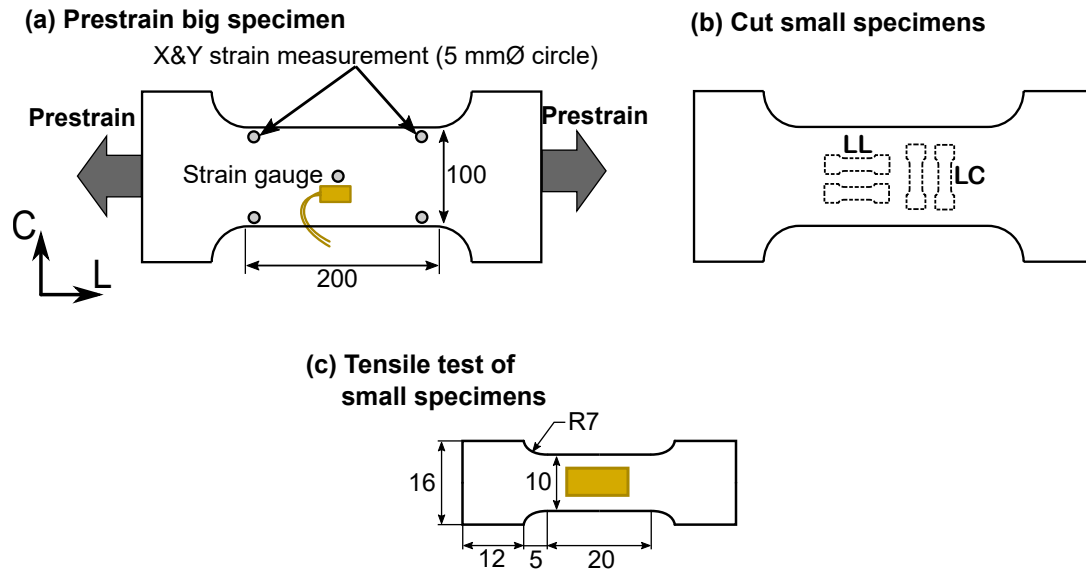 (a) Prestrain big specimen
X&Y strain measurement (5 mmØ circle)
Prestrain
Prestrain
Strain gauge
100
200
C
L
(b) Cut small specimens
LL
LC
(c) Tensile test of
small specimens
R7
16
10
12
5
20